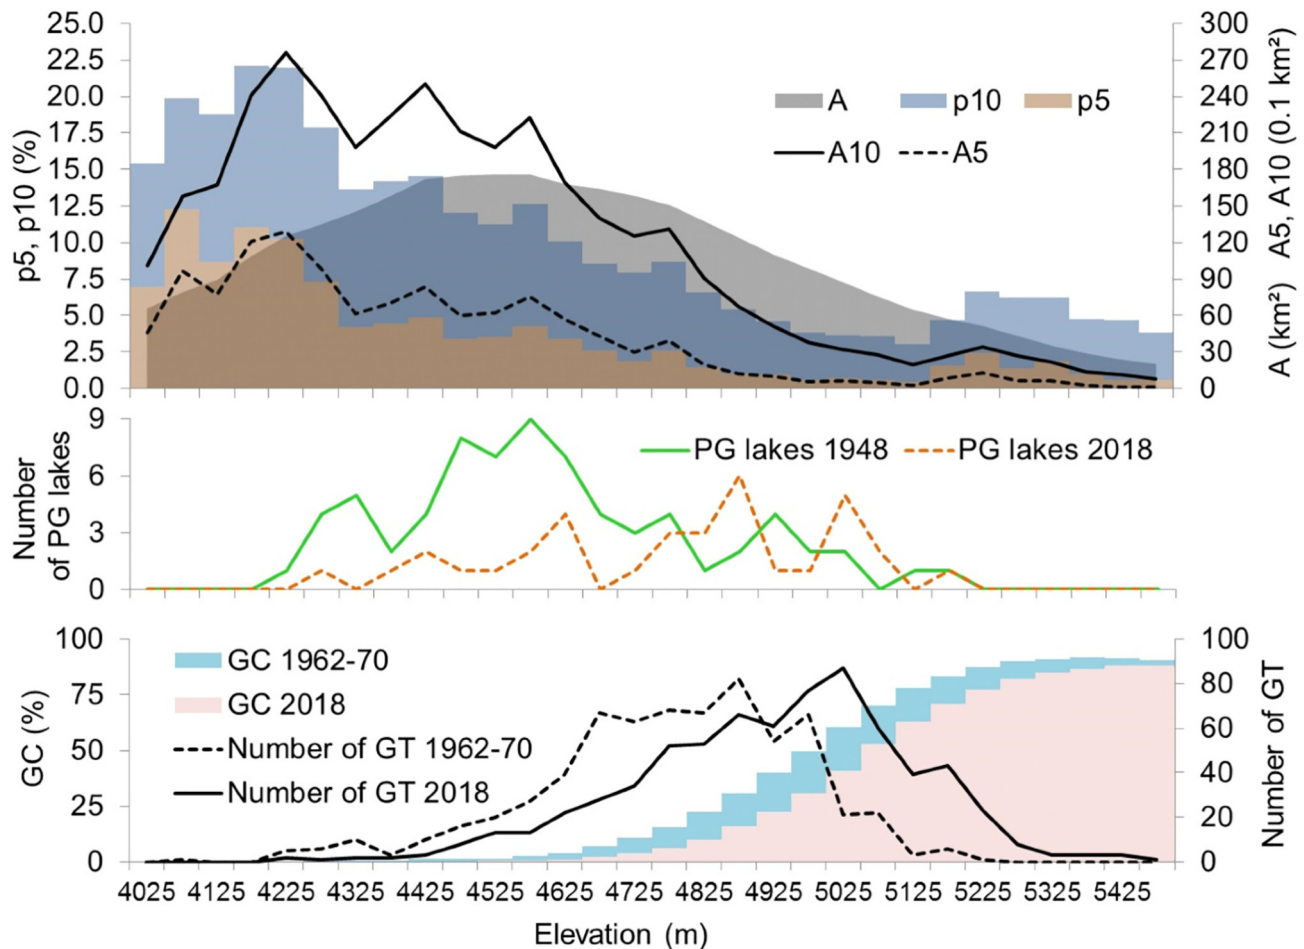 25.0
22.5
20.0
17.5
15.0
12.5
10.0
7.5
5.0
2.5
0.0
p5, p10 (%)
300
270
240
210
180
150
120
90
60
30
0
A (km²) A5, A10 (0.1 km²)
A p10 p5
A10 A5
9
6
3
0
Number
of PG lakes
PG lakes 1948 PG lakes 2018
100
75
50
25
0
GC (%)
GC 1962-70
GC 2018
Number of GT 1962-70
Number of GT 2018
100
80
60
40
20
0
Number of GT
4025 4125 4225 4325 4425 4525 4625 4725 4825 4925 5025 5125 5225 5325 5425
Elevation (m)